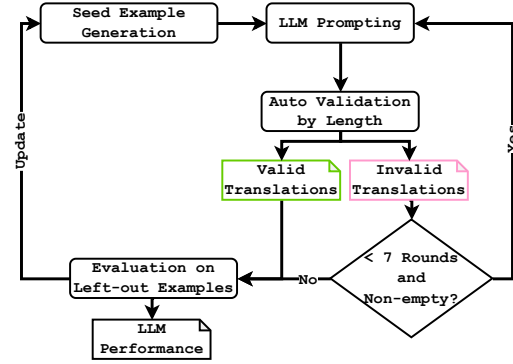 Seed Example
Generation
LLM Prompting
Auto Validation
by Length
Update
Yes
Valid
Translations
Invalid
Translations
< 7 Rounds
and
Non-empty?
No
Evaluation on
Left-out Examples
LLM
Performance